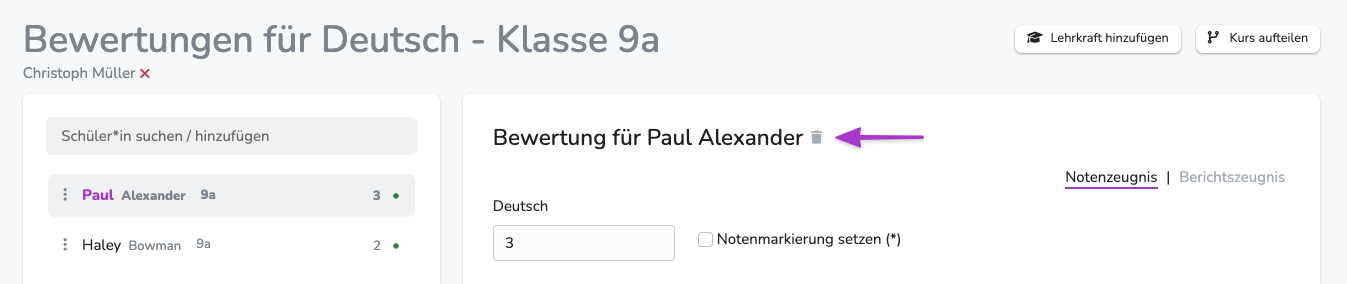 Bewertungen für Deutsch - Klasse 9a
Lehrkraft hinzufügen
Kurs aufteilen
Christoph Müller
Schüler*in suchen / hinzufügen
Paul Alexander 9a 3
Haley Bowman 9a 2
Bewertung für Paul Alexander
Notenzeugnis | Berichtszeugnis
Deutsch
3
Notenmarkierung setzen (*)